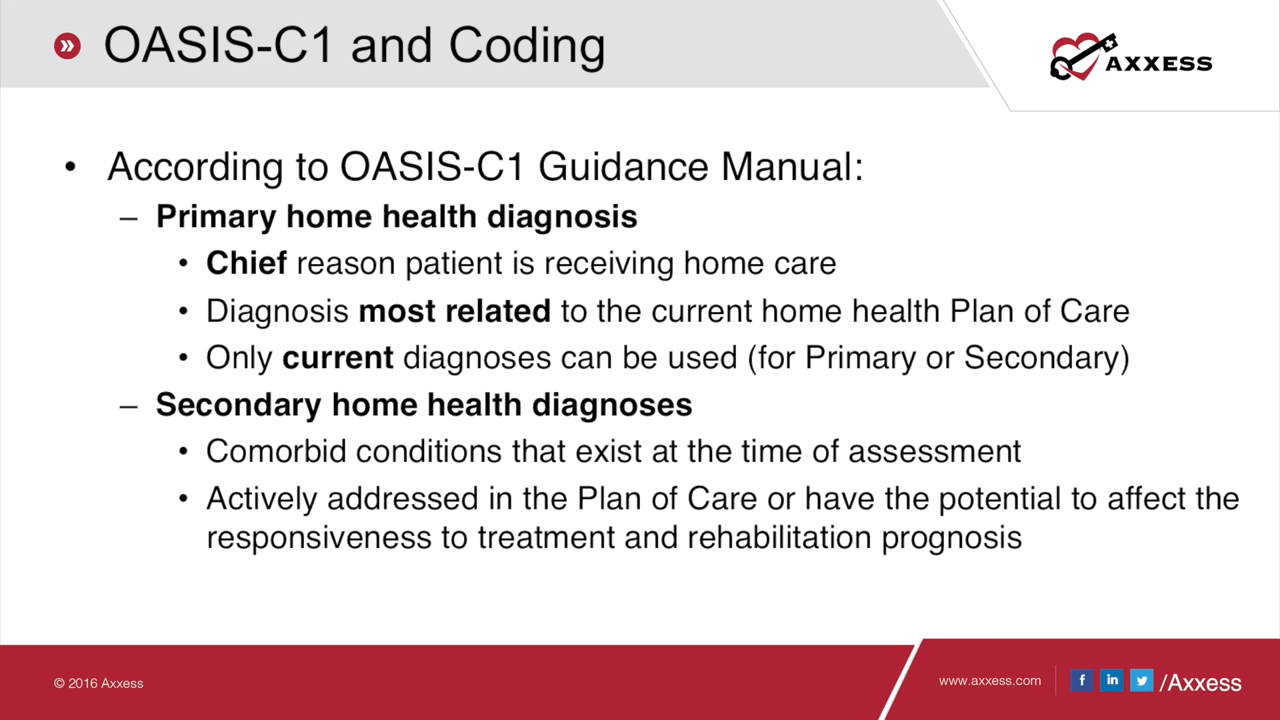 OASIS-C1 and Coding
AXXESS
• According to OASIS-C1 Guidance Manual:
– Primary home health diagnosis
• Chief reason patient is receiving home care
• Diagnosis most related to the current home health Plan of Care
• Only current diagnoses can be used (for Primary or Secondary)
– Secondary home health diagnoses
• Comorbid conditions that exist at the time of assessment
• Actively addressed in the Plan of Care or have the potential to affect the
responsiveness to treatment and rehabilitation prognosis
© 2016 Axxess
www.axxess.com
/Axxess